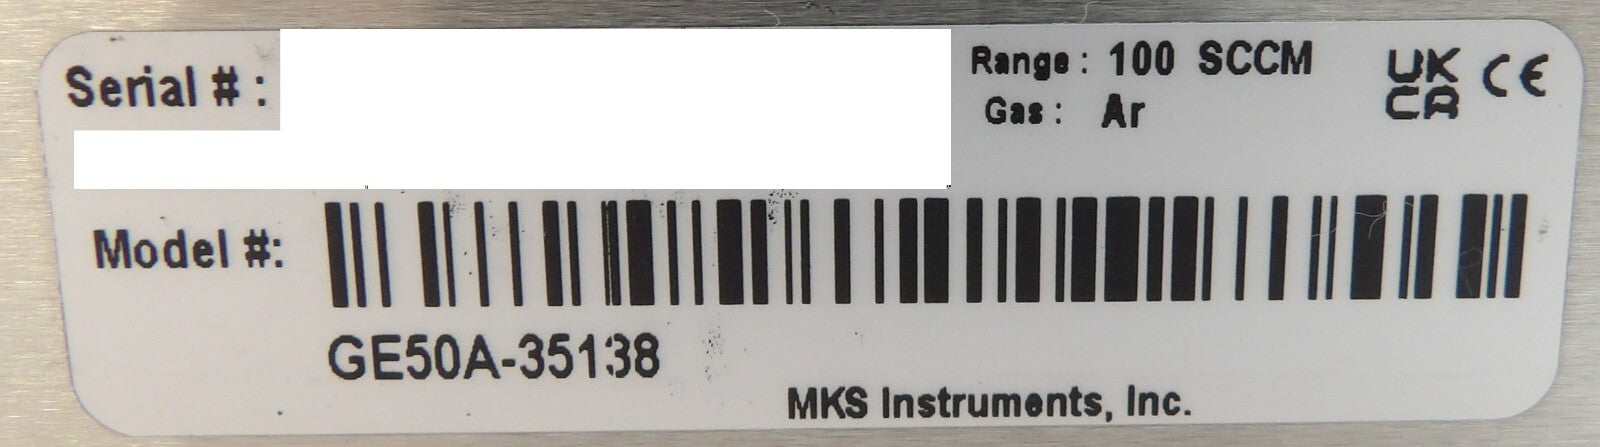 Serial # :
Range : 100 SCCM
Gas : Ar
UK
CA
CE
Model #:
GE50A-35138
MKS Instruments, Inc.